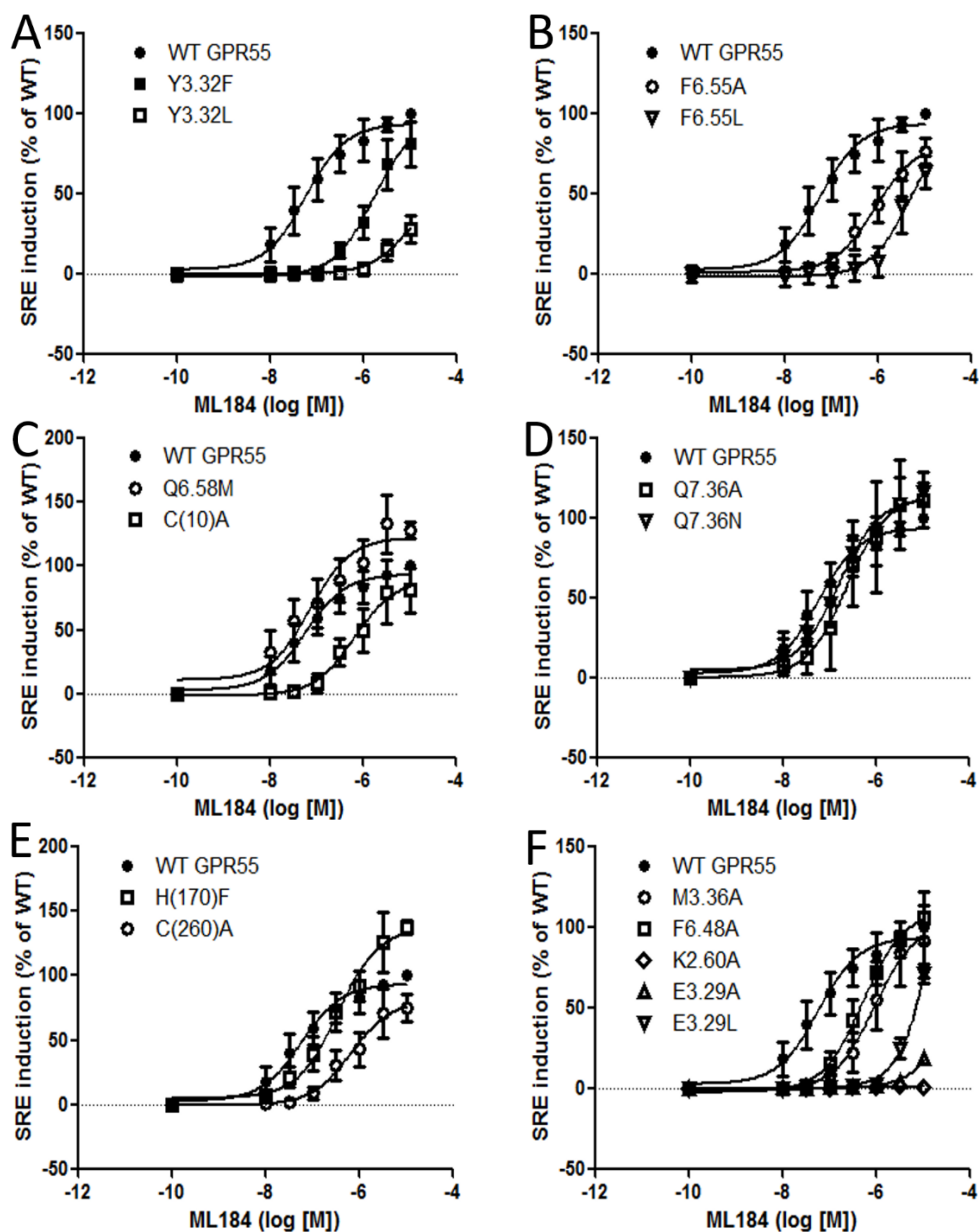 A
SRE induction (% of WT)
150
100
50
0
-50
WT GPR55
Y3.32F
Y3.32L
-12
-10
-8
-6
-4
ML184 (log [M])
B
SRE induction (% of WT)
150
100
50
0
-50
WT GPR55
F6.55A
F6.55L
-12
-10
-8
-6
-4
ML184 (log [M])
C
SRE induction (% of WT)
200
150
100
50
0
-50
WT GPR55
Q6.58M
C(10)A
-12
-10
-8
-6
-4
ML184 (log [M])
D
SRE induction (% of WT)
150
100
50
0
-50
WT GPR55
Q7.36A
Q7.36N
-12
-10
-8
-6
-4
ML184 (log [M])
E
SRE induction (% of WT)
200
150
100
50
0
-50
WT GPR55
H(170)F
C(260)A
-12
-10
-8
-6
-4
ML184 (log [M])
F
SRE induction (% of WT)
150
100
50
0
-50
WT GPR55
M3.36A
F6.48A
K2.60A
E3.29A
E3.29L
-12
-10
-8
-6
-4
ML184 (log [M])